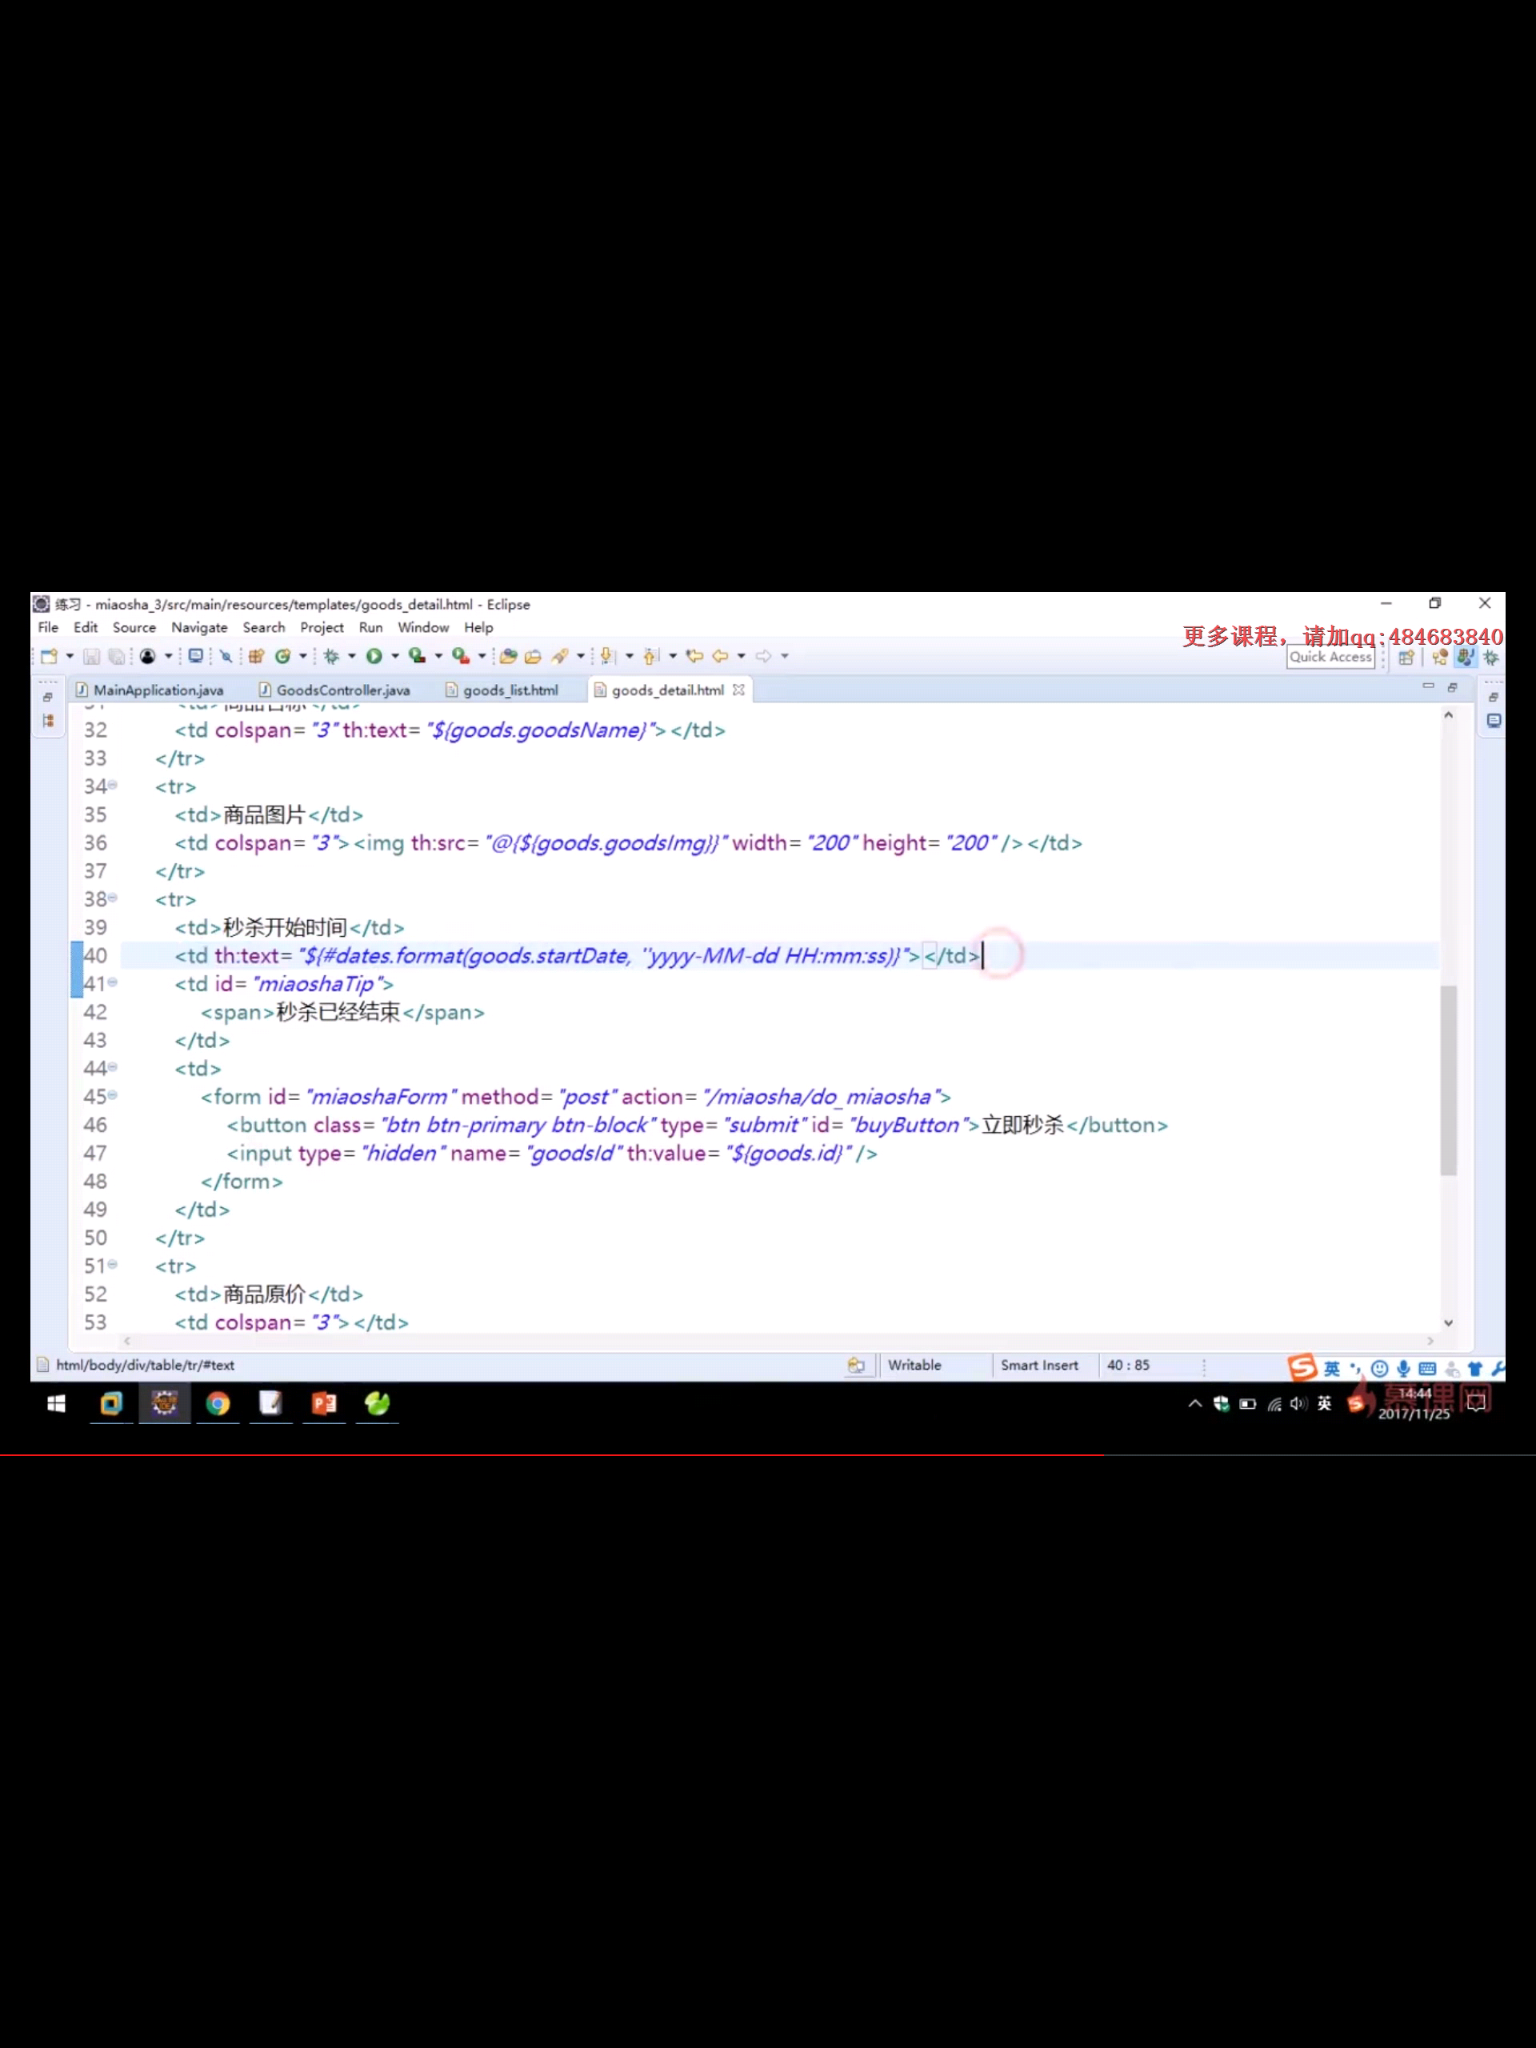 练习 - miaosha_3/src/main/resources/templates/goods_detail.html - Eclipse
File Edit Source Navigate Search Project Run Window Help
更多课程，请加qq:484683840
Quick Access
MainApplication.java GoodsController.java goods_list.html goods_detail.html
31 <td>商品名称</td>
32 <td colspan="3" th:text="${goods.goodsName}"></td>
33 </tr>
34 <tr>
35 <td>商品图片</td>
36 <td colspan="3"><img th:src="@{${goods.goodsImg}}" width="200" height="200" /></td>
37 </tr>
38 <tr>
39 <td>秒杀开始时间</td>
40 <td th:text="${#dates.format(goods.startDate, ''yyyy-MM-dd HH:mm:ss)}"></td>
41 <td id="miaoshaTip">
42 <span>秒杀已经结束</span>
43 </td>
44 <td>
45 <form id="miaoshaForm" method="post" action="/miaosha/do_miaosha">
46 <button class="btn btn-primary btn-block" type="submit" id="buyButton">立即秒杀</button>
47 <input type="hidden" name="goodsId" th:value="${goods.id}" />
48 </form>
49 </td>
50 </tr>
51 <tr>
52 <td>商品原价</td>
53 <td colspan="3"></td>
html/body/div/table/tr/#text Writable Smart Insert 40 : 85
英
英
慕课网
14:44
2017/11/25